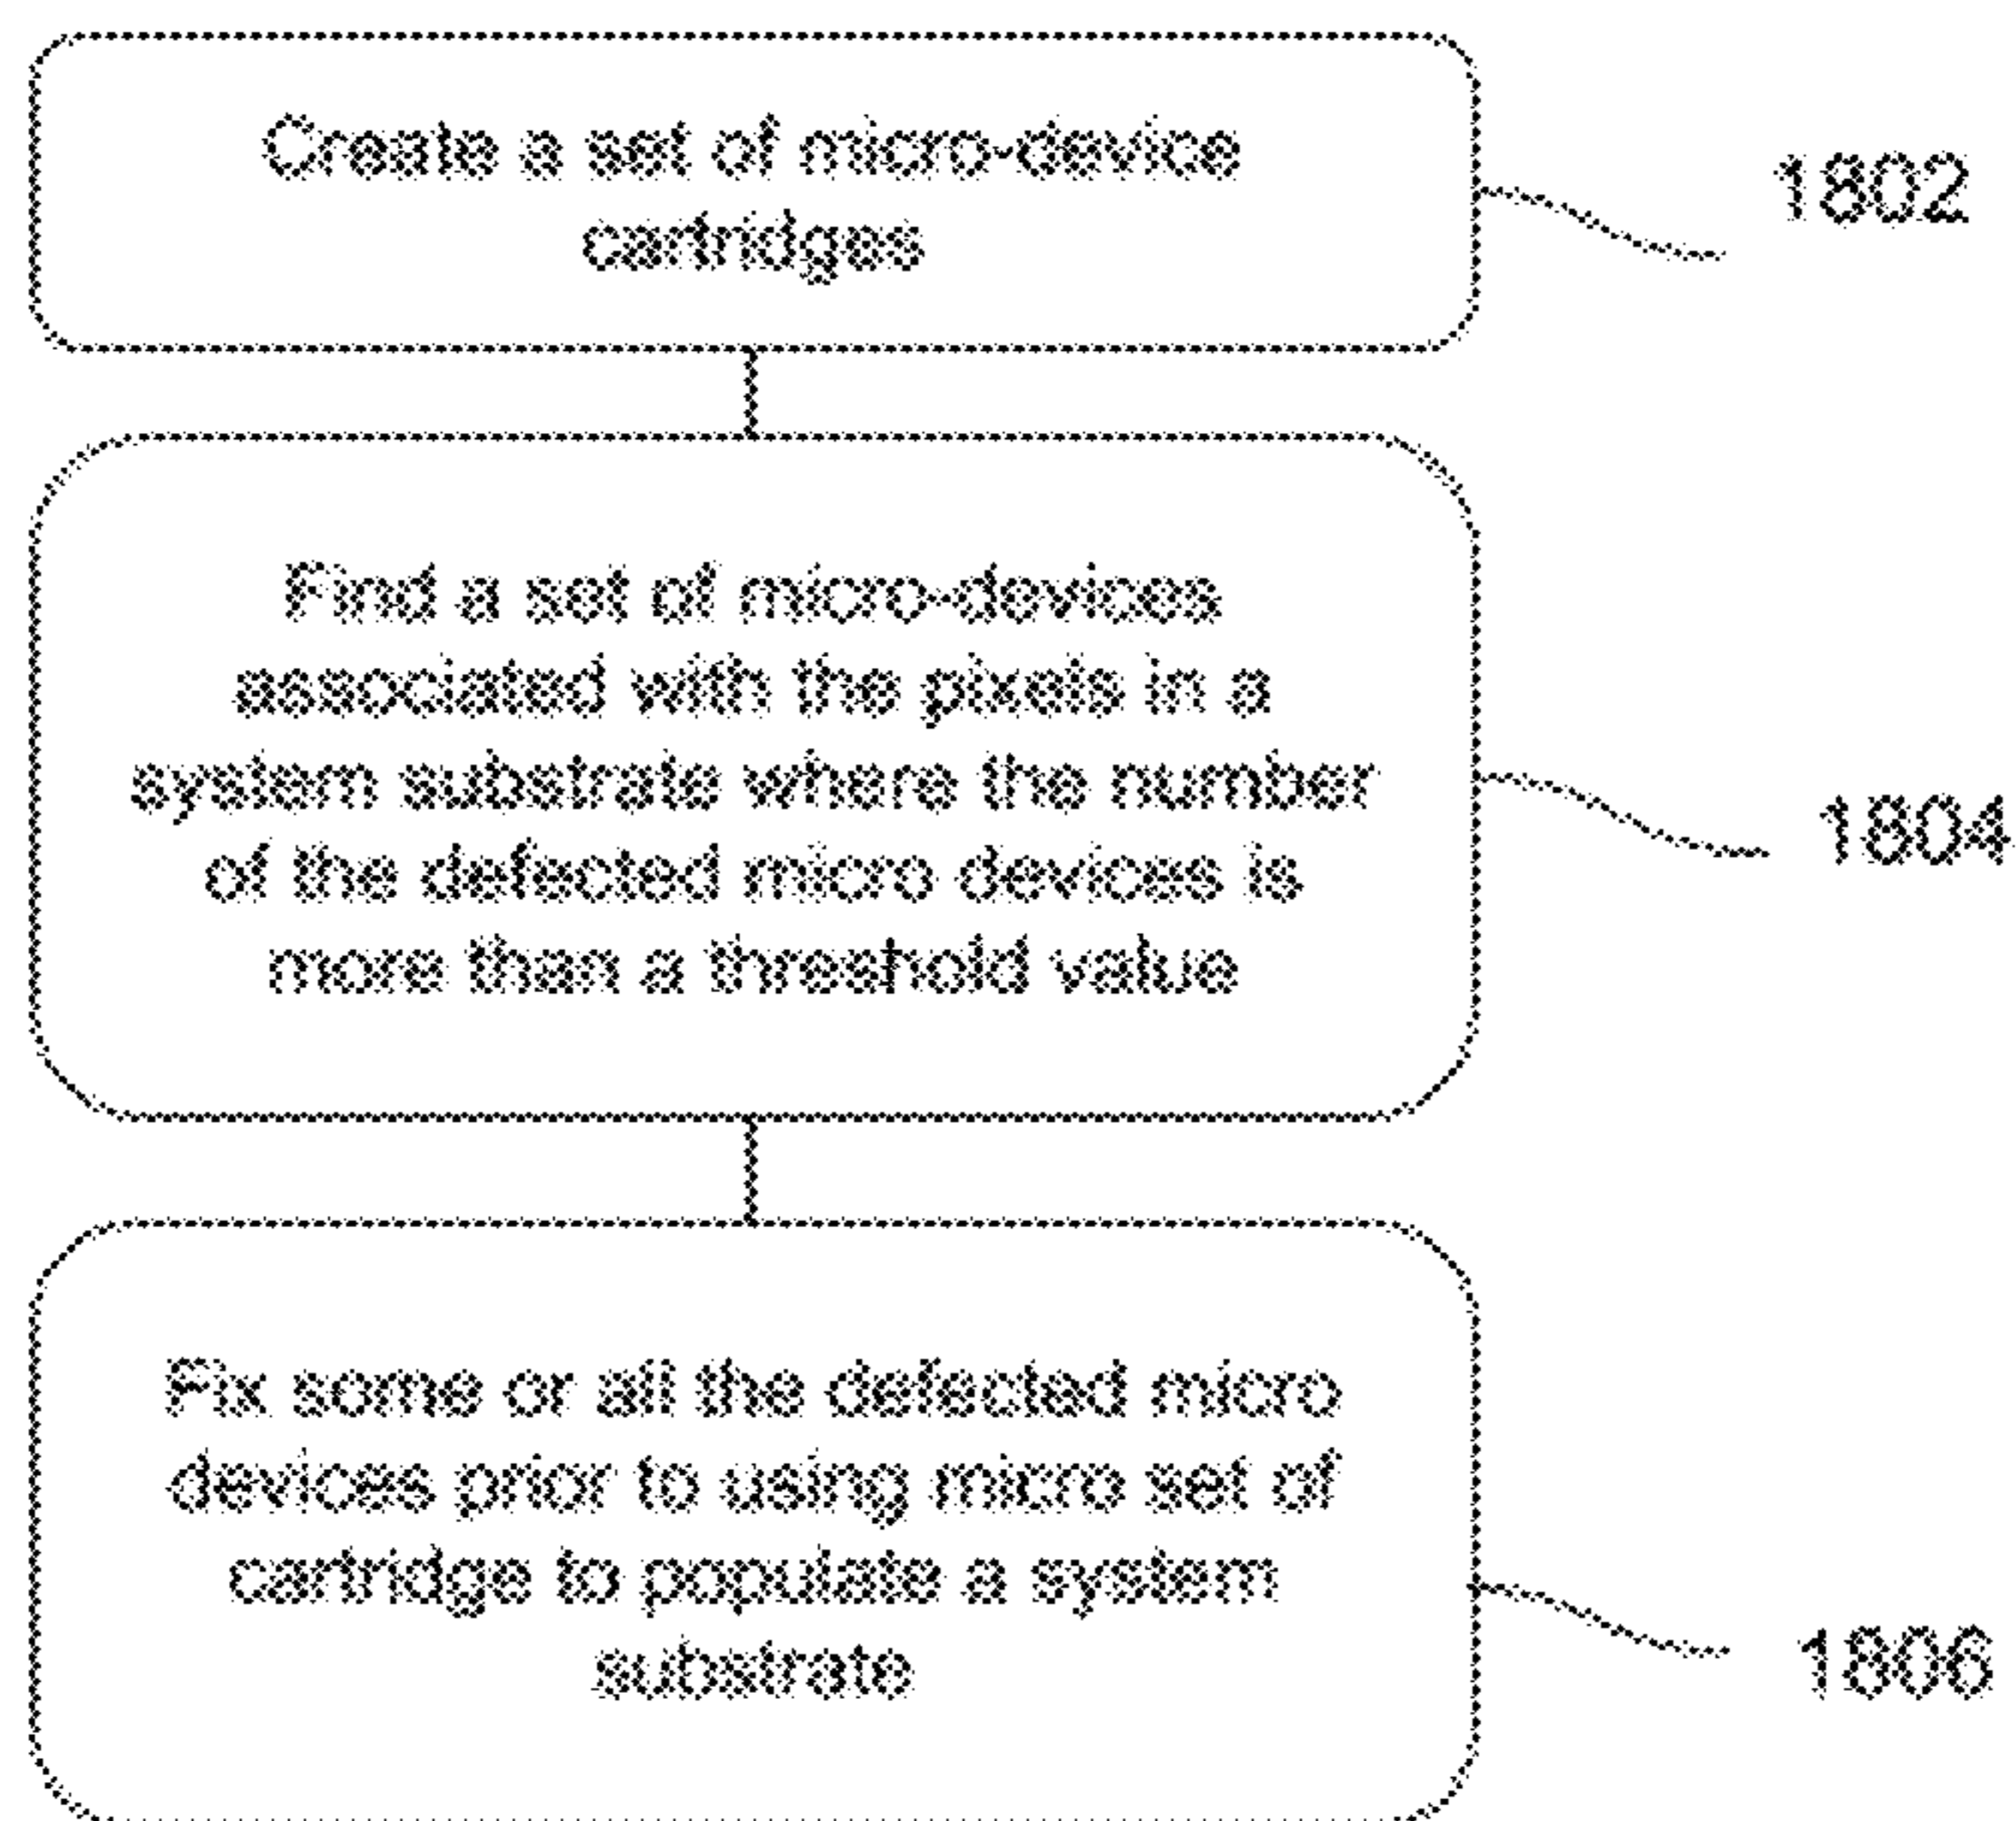 Create a set of micro-device
cartridges
1802
Find a set of micro-devices
associated with the pixels in a
system substrate where the number
of the defected micro devices is
more than a threshold value
1804
Fix some or all the defected micro
devices prior to using micro set of
cartridge to populate a system
substrate
1806